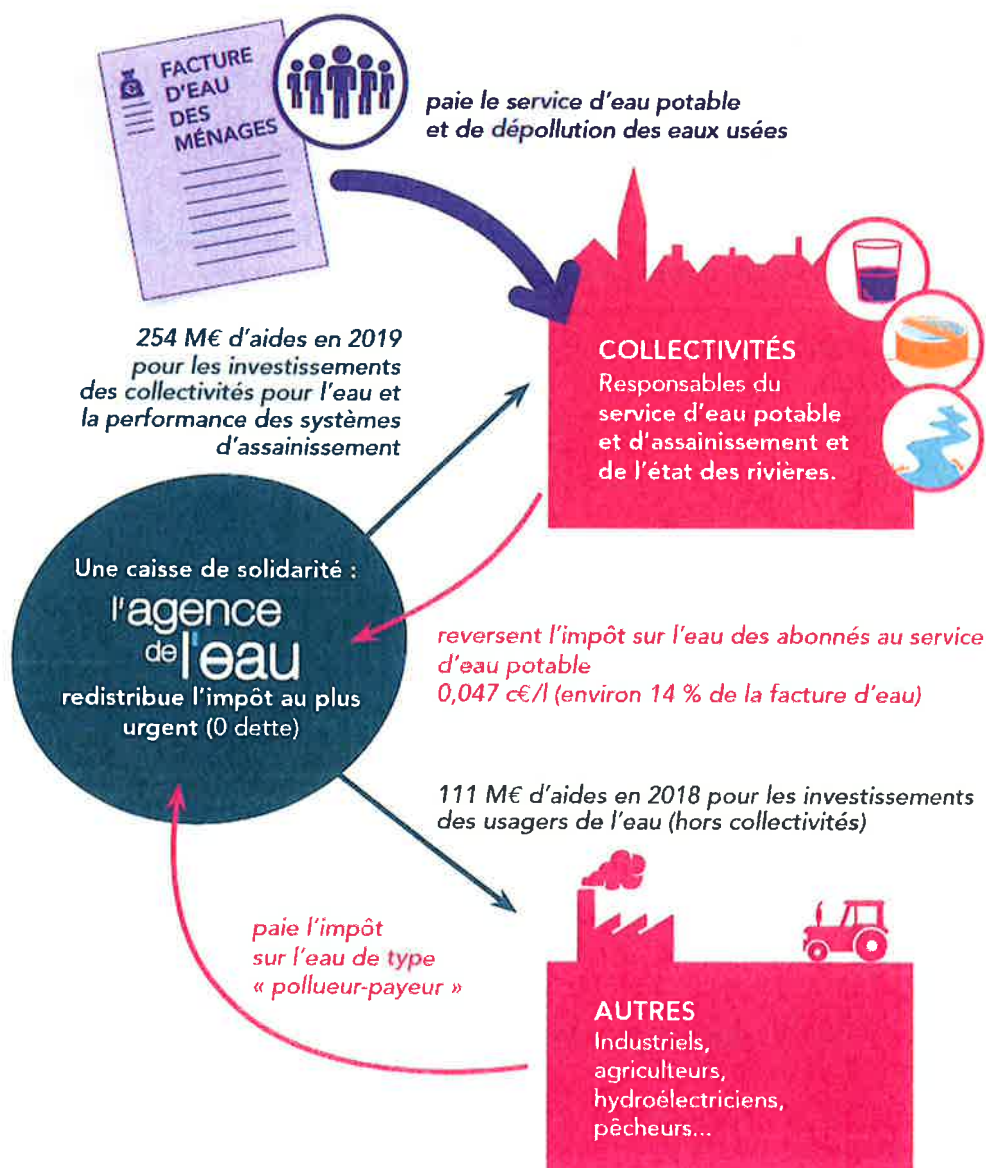 FACTURE
D'EAU
DES
MÉNAGES
paie le service d'eau potable
et de dépollution des eaux usées
254 M€ d'aides en 2019
pour les investissements
des collectivités pour l'eau et
la performance des systèmes
d'assainissement
COLLECTIVITÉS
Responsables du
service d'eau potable
et d'assainissement et
de l'état des rivières.
Une caisse de solidarité :
l'agence
de l'eau
redistribue l'impôt au plus
urgent (0 dette)
reversent l'impôt sur l'eau des abonnés au service
d'eau potable
0,047 c€/l (environ 14 % de la facture d'eau)
111 M€ d'aides en 2018 pour les investissements
des usagers de l'eau (hors collectivités)
paie l'impôt
sur l'eau de type
« pollueur-payeur »
AUTRES
Industriels,
agriculteurs,
hydroélectriciens,
pêcheurs...